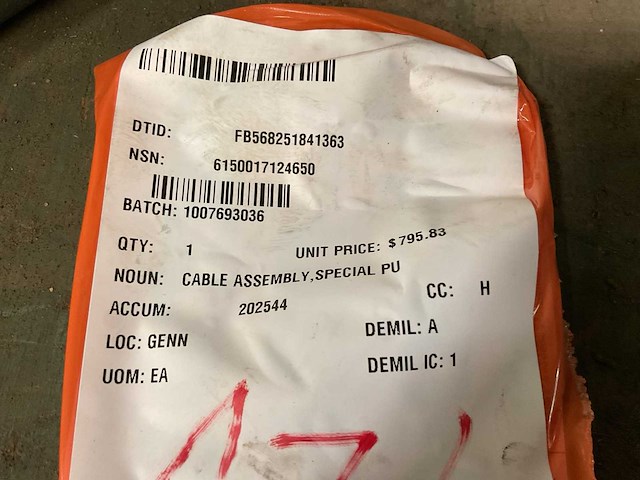 DTID: FB568251841363
NSN: 6150017124650
BATCH: 1007693036
QTY: 1 UNIT PRICE: $795.83
NOUN: CABLE ASSEMBLY,SPECIAL PU
ACCUM: 202544 CC: H
LOC: GENN DEMIL: A
UOM: EA DEMIL IC: 1